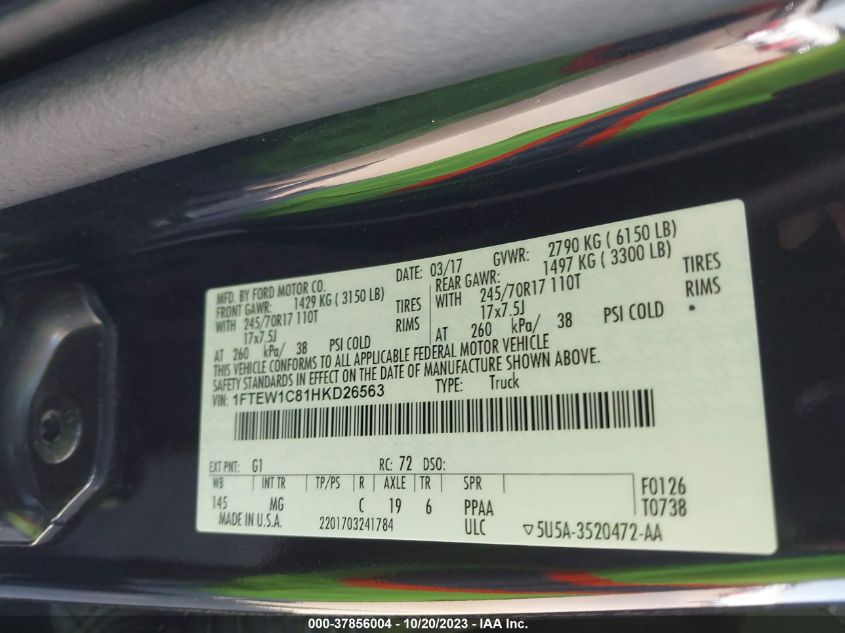 MFD. BY FORD MOTOR CO.
DATE: 03/17 GVWR: 2790 KG ( 6150 LB)
FRONT GAWR: 1429 KG ( 3150 LB)
REAR GAWR: 1497 KG ( 3300 LB)
WITH 245/70R17 110T TIRES
WITH 245/70R17 110T TIRES
17x7.5J RIMS
17x7.5J RIMS
AT 260 kPa/ 38 PSI COLD
AT 260 kPa/ 38 PSI COLD
THIS VEHICLE CONFORMS TO ALL APPLICABLE FEDERAL MOTOR VEHICLE
SAFETY STANDARDS IN EFFECT ON THE DATE OF MANUFACTURE SHOWN ABOVE.
VIN: 1FTEW1C81HKD26563 TYPE: Truck
EXT PNT: G1 RC: 72 DSO:
WB INT TR TP/PS R AXLE TR SPR
145 MG C 19 6 PPAA
F0126
T0738
MADE IN U.S.A. 2201703241784 ULC ▽5U5A-3520472-AA
000-37856004 | 10/20/2023 - IAA Inc.